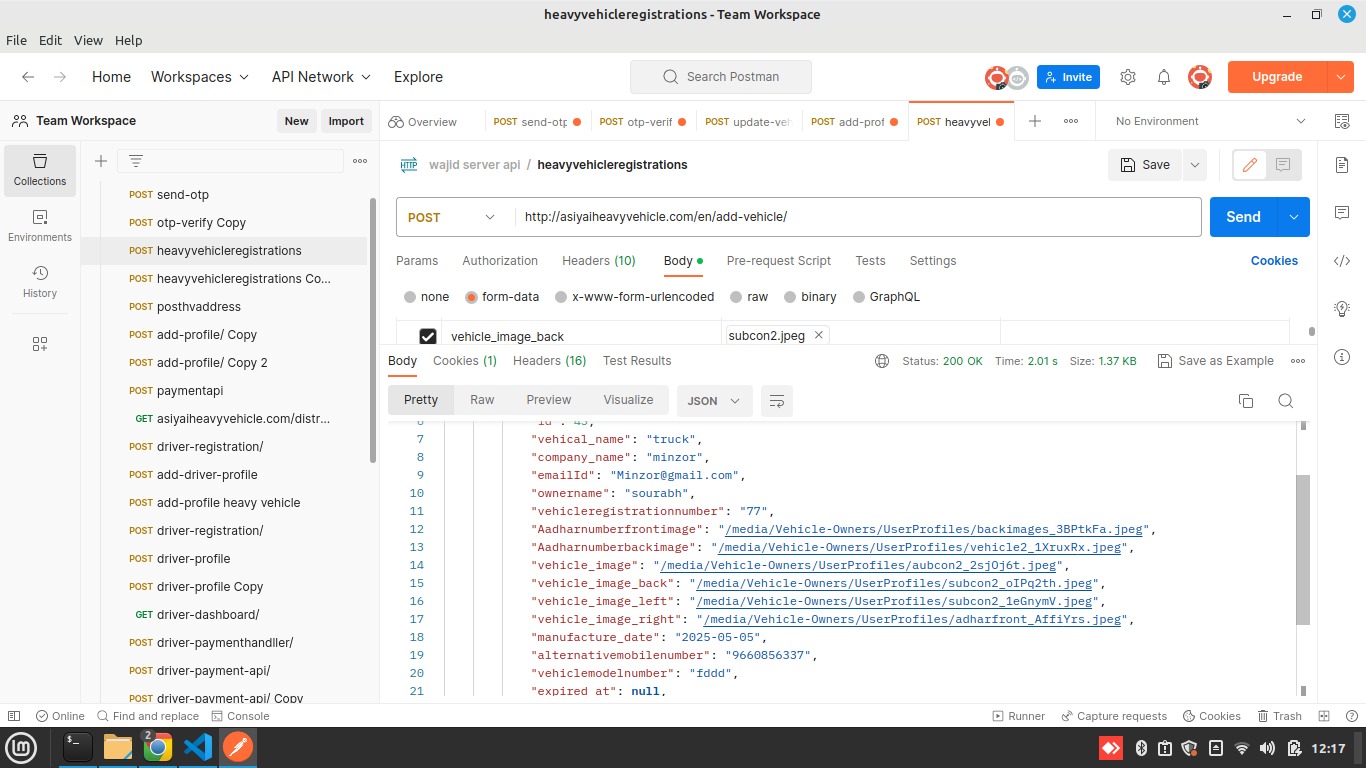 heavyvehicleregistrations - Team Workspace
File Edit View Help
Home Workspaces API Network Explore
Search Postman
Invite
Upgrade
Team Workspace
New Import
Overview
POST send-otp
POST otp-verif
POST update-veh
POST add-prof
POST heavyvel
No Environment
Collections
Environments
History
POST send-otp
POST otp-verify Copy
POST heavyvehicleregistrations
POST heavyvehicleregistrations Co...
POST posthvaddress
POST add-profile/ Copy
POST add-profile/ Copy 2
POST paymentapi
GET asiyaiheavyvehicle.com/distr...
POST driver-registration/
POST add-driver-profile
POST add-profile heavy vehicle
POST driver-registration/
POST driver-profile
POST driver-profile Copy
GET driver-dashboard/
POST driver-paymenthandller/
POST driver-payment-api/
POST driver-payment-api/ Copy
HTTP wajid server api / heavyvehicleregistrations
Save
POST http://asiyaiheavyvehicle.com/en/add-vehicle/
Send
Params Authorization Headers (10) Body Pre-request Script Tests Settings Cookies
none form-data x-www-form-urlencoded raw binary GraphQL
vehicle_image_back subcon2.jpeg
Body Cookies (1) Headers (16) Test Results Status: 200 OK Time: 2.01 s Size: 1.37 KB Save as Example
Pretty Raw Preview Visualize JSON
6 "id": 45,
7 "vehical_name": "truck",
8 "company_name": "minzor",
9 "emailId": "Minzor@gmail.com",
10 "ownername": "sourabh",
11 "vehicleregistrationnumber": "77",
12 "Aadharnumberfrontimage": "/media/Vehicle-Owners/UserProfiles/backimages_3BPtkFa.jpeg",
13 "Aadharnumberbackimage": "/media/Vehicle-Owners/UserProfiles/vehicle2_1XruxRx.jpeg",
14 "vehicle_image": "/media/Vehicle-Owners/UserProfiles/aubcon2_2sjOj6t.jpeg",
15 "vehicle_image_back": "/media/Vehicle-Owners/UserProfiles/subcon2_oIPq2th.jpeg",
16 "vehicle_image_left": "/media/Vehicle-Owners/UserProfiles/subcon2_1eGnymV.jpeg",
17 "vehicle_image_right": "/media/Vehicle-Owners/UserProfiles/adharfront_AffiYrs.jpeg",
18 "manufacture_date": "2025-05-05",
19 "alternativemobilenumber": "9660856337",
20 "vehiclemodelnumber": "fddd",
21 "expired at": null,
Online Find and replace Console
Runner Capture requests Cookies Trash
2
12:17